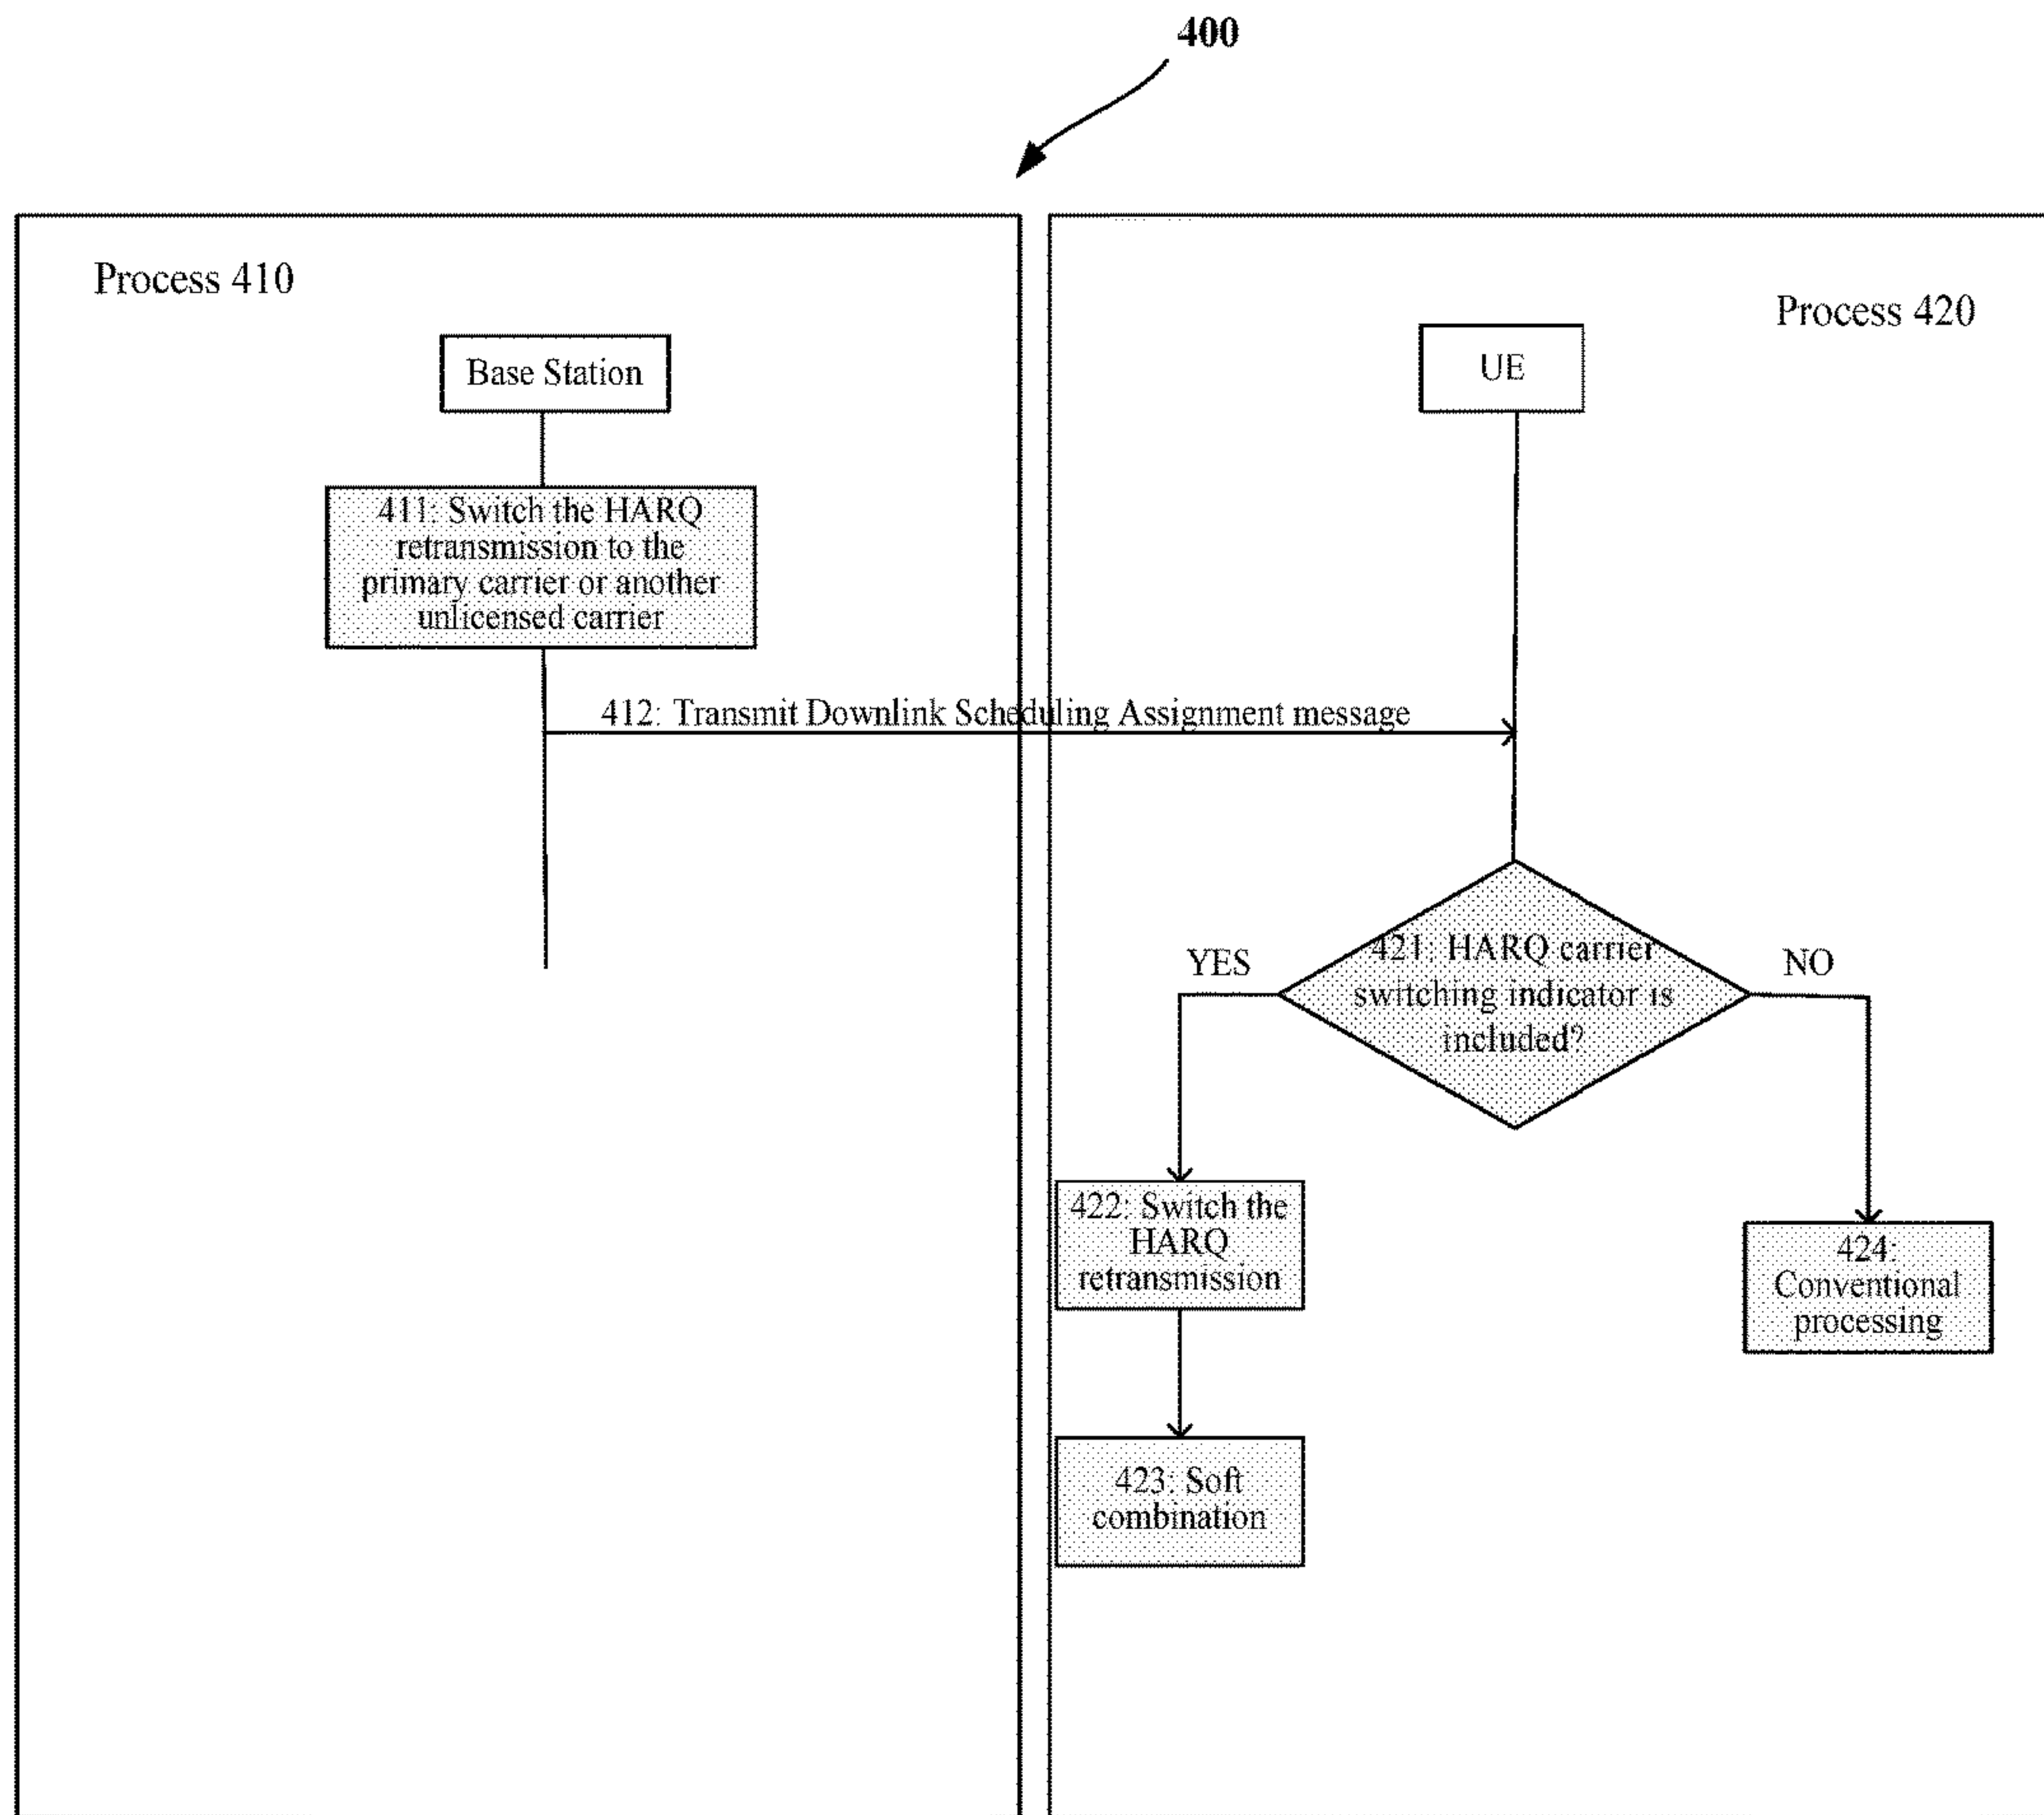 400
Process 410
Process 420
Base Station
UE
411: Switch the HARQ
retransmission to the
primary carrier or another
unlicensed carrier
412: Transmit Downlink Scheduling Assignment message
421: HARQ carrier
switching indicator is
included?
YES
NO
422: Switch the
HARQ
retransmission
424:
Conventional
processing
423: Soft
combination